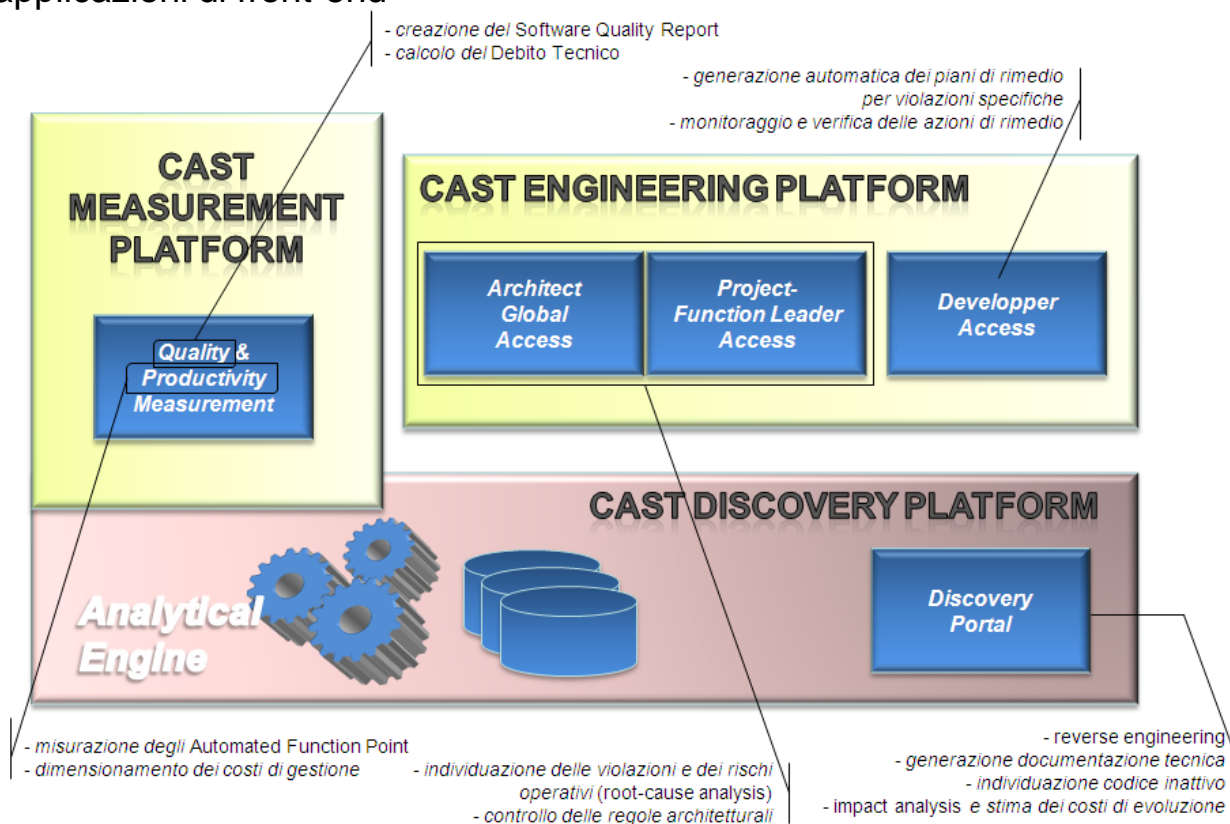 applicazioni di front-end
- creazione del Software Quality Report
- calcolo del Debito Tecnico
- generazione automatica dei piani di rimedio
per violazioni specifiche
- monitoraggio e verifica delle azioni di rimedio
CAST
MEASUREMENT
PLATFORM
Quality &
Productivity
Measurement
CAST ENGINEERING PLATFORM
Architect
Global
Access
Project-
Function Leader
Access
Developper
Access
CAST DISCOVERY PLATFORM
Analytical
Engine
Discovery
Portal
- misurazione degli Automated Function Point
- dimensionamento dei costi di gestione
- individuazione delle violazioni e dei rischi
operativi (root-cause analysis)
- controllo delle regole architetturali
- reverse engineering
- generazione documentazione tecnica
- individuazione codice inattivo
- impact analysis e stima dei costi di evoluzione